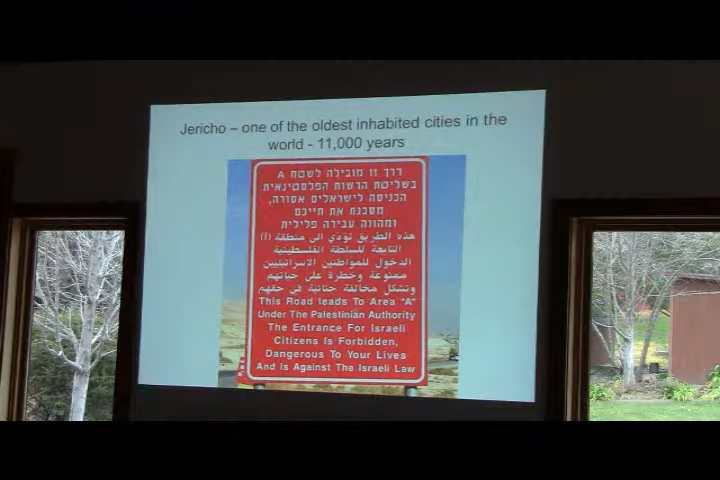 Jericho – one of the oldest inhabited cities in the
world - 11,000 years
דרך זו מובילה לשטח A
בשליטת הרשות הפלסטינאית
הכניסה לישראלים אסורה,
מסכנת את חייכם
ומהווה עבירה פלילית
هذه الطريق تؤدي الى منطقة (أ)
التابعة للسلطة الفلسطينية
الدخول للمواطنين الاسرائيليين
ممنوعة وخطرة على حياتهم
وتشكل مخالفة جنائية في حقهم
This Road leads To Area "A"
Under The Palestinian Authority
The Entrance For Israeli
Citizens Is Forbidden,
Dangerous To Your Lives
And Is Against The Israeli Law